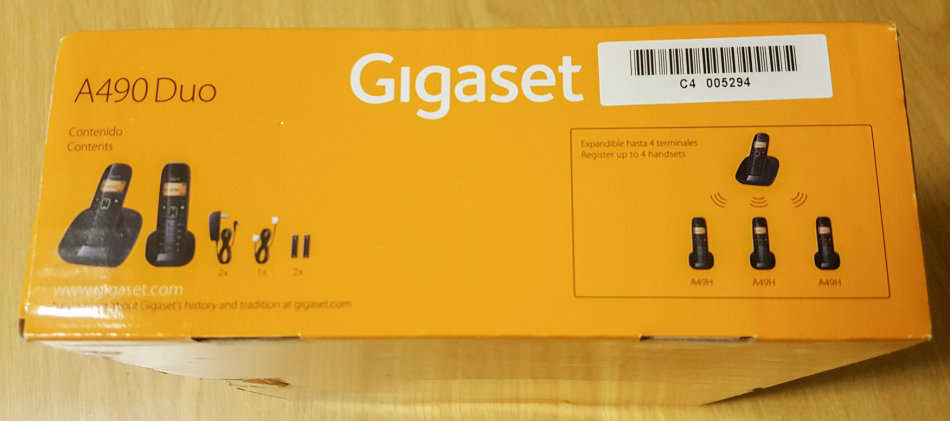 A490 Duo
Gigaset
C4 005294
Contenido
Contents
2x
1x
2x
www.gigaset.com
about Gigaset's history and tradition at gigaset.com
Expandible hasta 4 terminales
Register up to 4 handsets
A49H
A49H
A49H